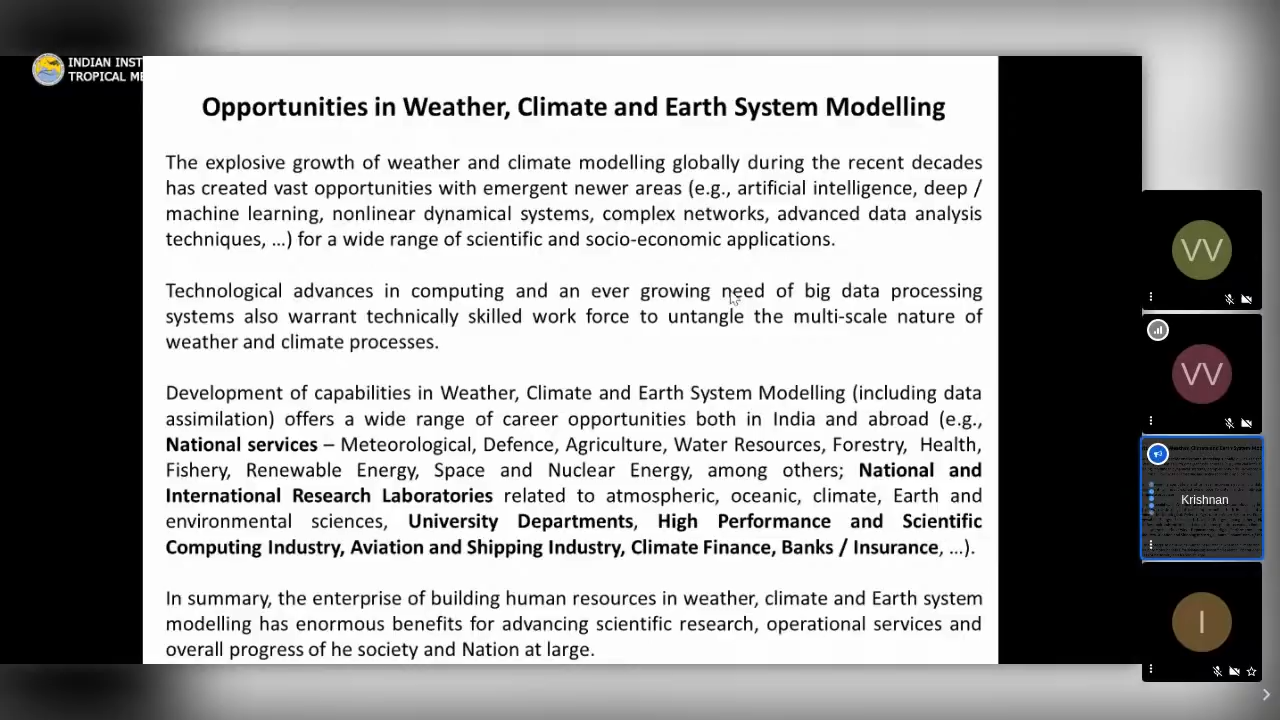 INDIAN INST
TROPICAL ME
Opportunities in Weather, Climate and Earth System Modelling
The explosive growth of weather and climate modelling globally during the recent decades
has created vast opportunities with emergent newer areas (e.g., artificial intelligence, deep /
machine learning, nonlinear dynamical systems, complex networks, advanced data analysis
techniques, …) for a wide range of scientific and socio-economic applications.
Technological advances in computing and an ever growing need of big data processing
systems also warrant technically skilled work force to untangle the multi-scale nature of
weather and climate processes.
Development of capabilities in Weather, Climate and Earth System Modelling (including data
assimilation) offers a wide range of career opportunities both in India and abroad (e.g.,
National services – Meteorological, Defence, Agriculture, Water Resources, Forestry, Health,
Fishery, Renewable Energy, Space and Nuclear Energy, among others; National and
International Research Laboratories related to atmospheric, oceanic, climate, Earth and
environmental sciences, University Departments, High Performance and Scientific
Computing Industry, Aviation and Shipping Industry, Climate Finance, Banks / Insurance, …).
In summary, the enterprise of building human resources in weather, climate and Earth system
modelling has enormous benefits for advancing scientific research, operational services and
overall progress of he society and Nation at large.
VV
VV
Krishnan
I